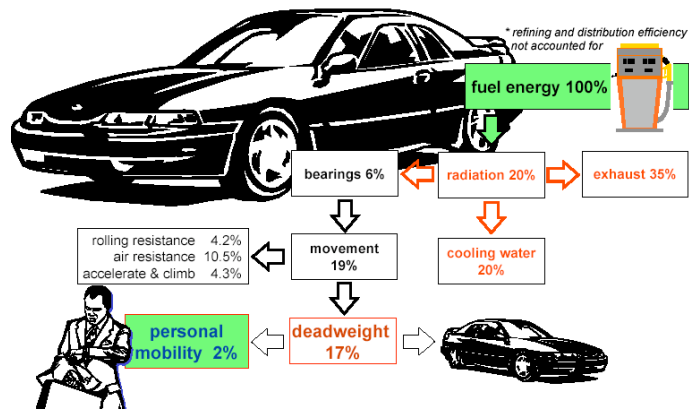 * refining and distribution efficiency
not accounted for
fuel energy 100%
bearings 6%
radiation 20%
exhaust 35%
rolling resistance 4.2%
air resistance 10.5%
accelerate & climb 4.3%
movement
19%
cooling water
20%
personal
mobility 2%
deadweight
17%